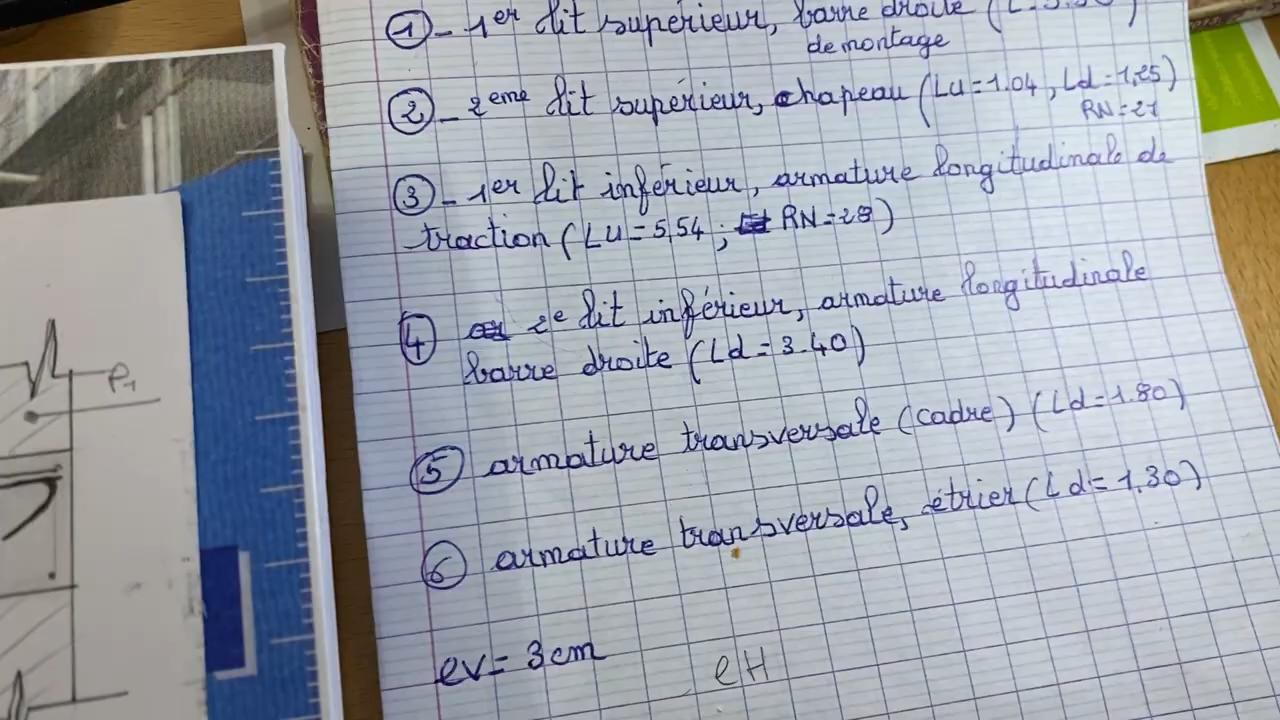 ① - 1er lit supérieur, barre droite
de montage
② - 2eme lit supérieur, chapeau (Lu=1.04, Ld=1,25)
RN=21
③ - 1er lit inférieur, armature longitudinale de
traction (Lu=5,54; RN=28)
④ 2e lit inférieur, armature longitudinale
barre droite (Ld=3.40)
⑤ armature transversale (cadre) (Ld=1.80)
⑥ armature transversale, étrier (Ld=1,30)
ev= 3cm
eH
P1